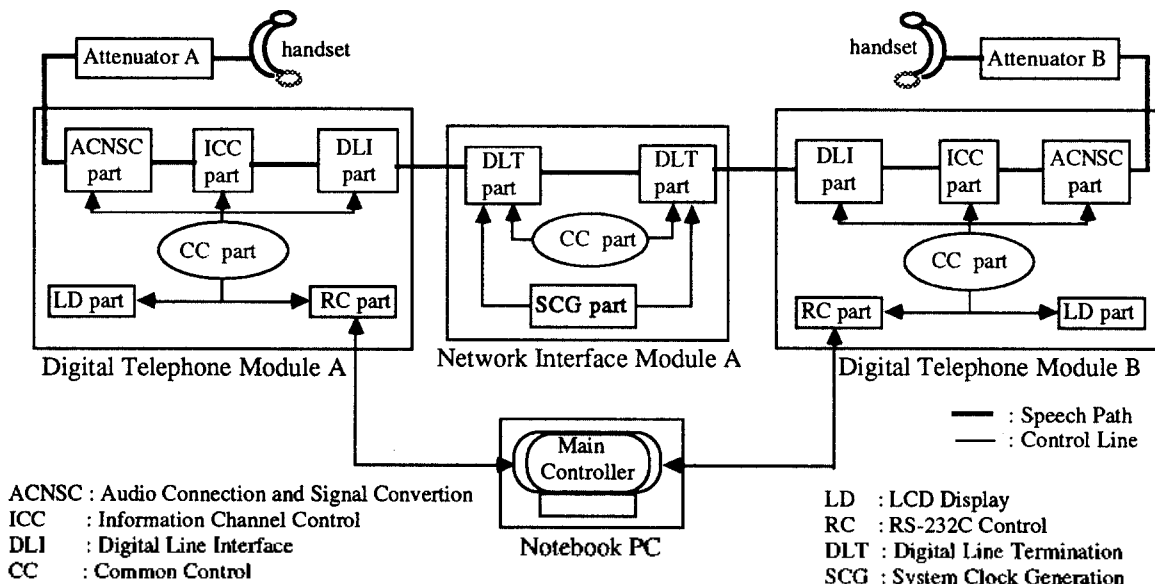 Attenuator A
handset
handset
Attenuator B
ACNSC
part
ICC
part
DLI
part
DLT
part
DLT
part
DLI
part
ICC
part
ACNSC
part
CC part
CC part
CC part
LD part
RC part
SCG part
RC part
LD part
Digital Telephone Module A
Network Interface Module A
Digital Telephone Module B
: Speech Path
: Control Line
Main
Controller
Notebook PC
ACNSC : Audio Connection and Signal Convertion
ICC : Information Channel Control
DLI : Digital Line Interface
CC : Common Control
LD : LCD Display
RC : RS-232C Control
DLT : Digital Line Termination
SCG : System Clock Generation